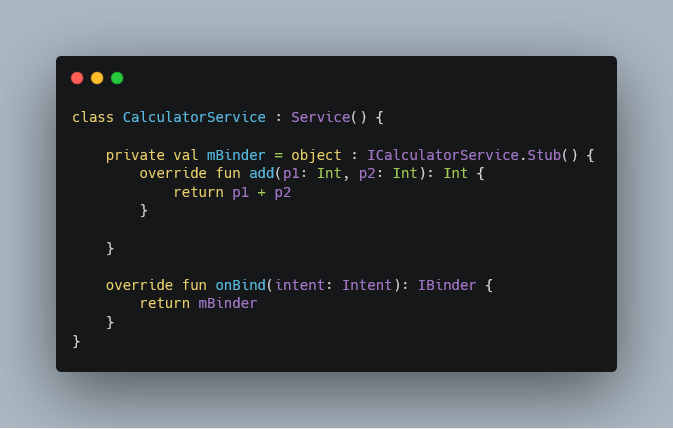 class CalculatorService : Service() {
    private val mBinder = object : ICalculatorService.Stub() {
        override fun add(p1: Int, p2: Int): Int {
            return p1 + p2
        }
    }
    override fun onBind(intent: Intent): IBinder {
        return mBinder
    }
}